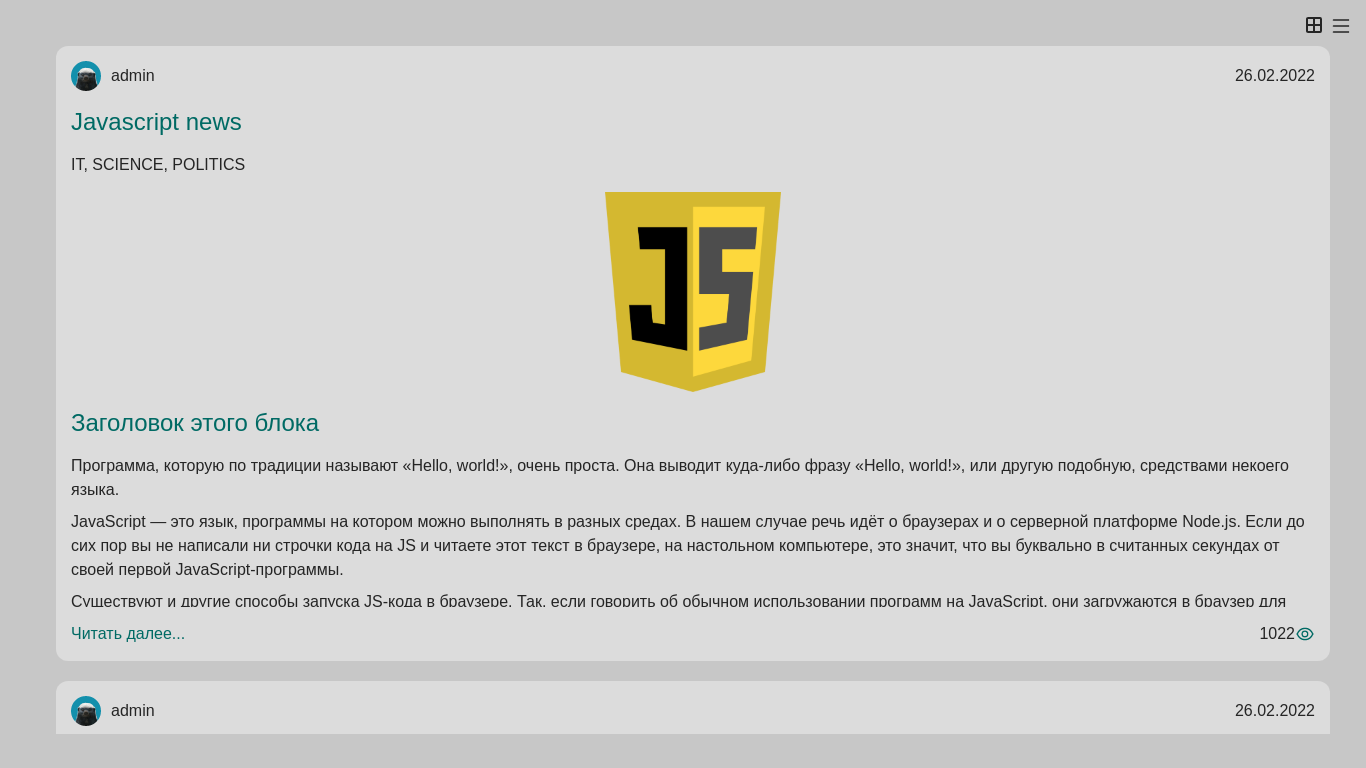 admin
26.02.2022
Javascript news
IT, SCIENCE, POLITICS
JS
Заголовок этого блока
Программа, которую по традиции называют «Hello, world!», очень проста. Она выводит куда-либо фразу «Hello, world!», или другую подобную, средствами некоего
языка.
JavaScript — это язык, программы на котором можно выполнять в разных средах. В нашем случае речь идёт о браузерах и о серверной платформе Node.js. Если до
сих пор вы не написали ни строчки кода на JS и читаете этот текст в браузере, на настольном компьютере, это значит, что вы буквально в считанных секундах от
своей первой JavaScript-программы.
Существуют и другие способы запуска JS-кода в браузере. Так, если говорить об обычном использовании программ на JavaScript, они загружаются в браузер для
Читать далее...
1022
admin
26.02.2022